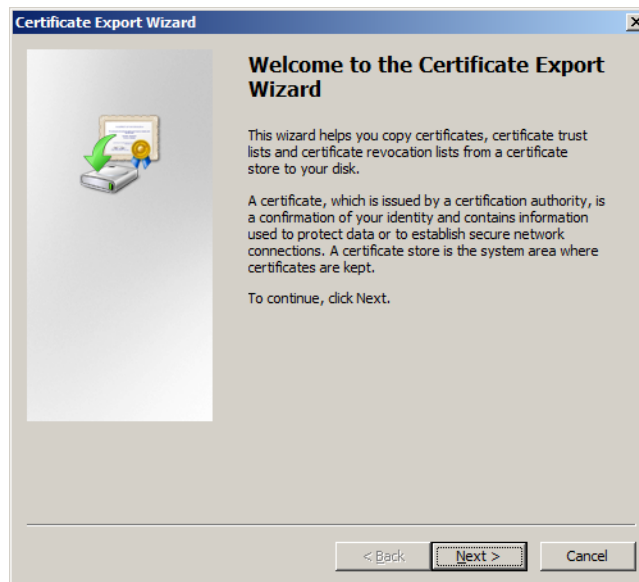 Certificate Export Wizard
Welcome to the Certificate Export
Wizard
This wizard helps you copy certificates, certificate trust
lists and certificate revocation lists from a certificate
store to your disk.
A certificate, which is issued by a certification authority, is
a confirmation of your identity and contains information
used to protect data or to establish secure network
connections. A certificate store is the system area where
certificates are kept.
To continue, click Next.
< Back
Next >
Cancel